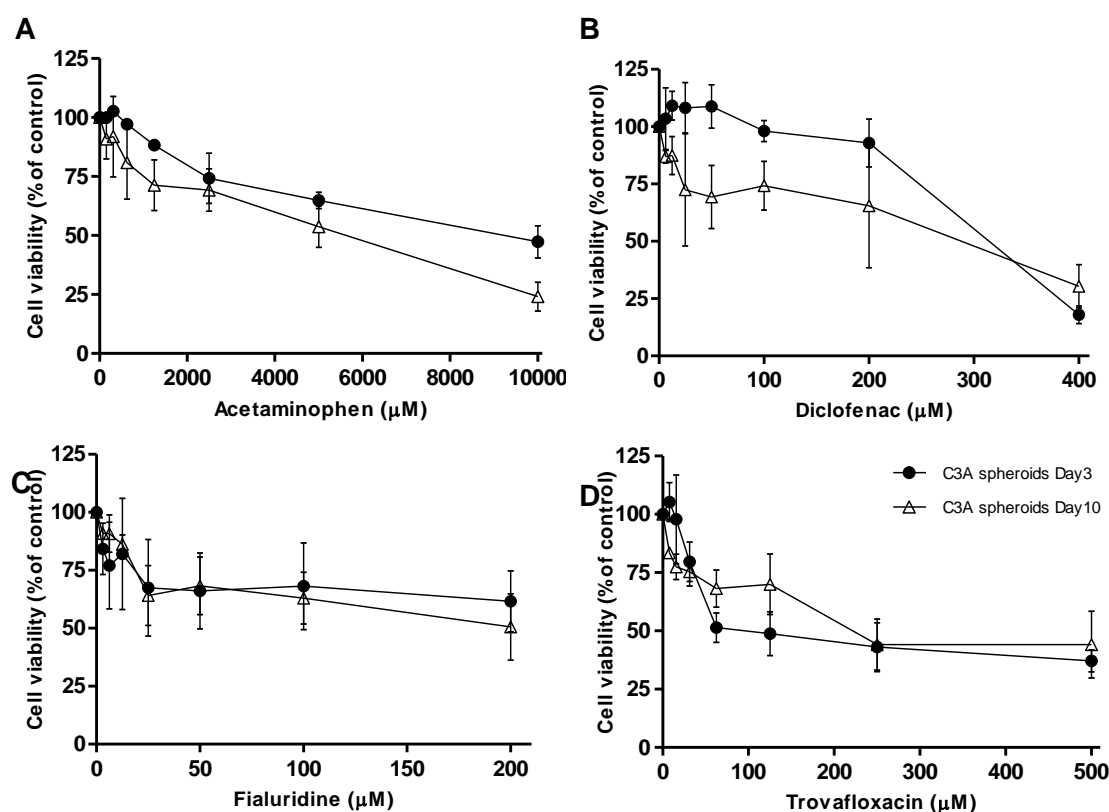 A
Cell viability (% of control)
125
100
75
50
25
0
0 2000 4000 6000 8000 10000
Acetaminophen (μM)
B
Cell viability (% of control)
125
100
75
50
25
0
0 100 200 300 400
Diclofenac (μM)
C
Cell viability (% of control)
125
100
75
50
25
0
0 50 100 150 200
Fialuridine (μM)
D
Cell viability (% of control)
125
100
75
50
25
0
0 100 200 300 400 500
Trovafloxacin (μM)
C3A spheroids Day3
C3A spheroids Day10